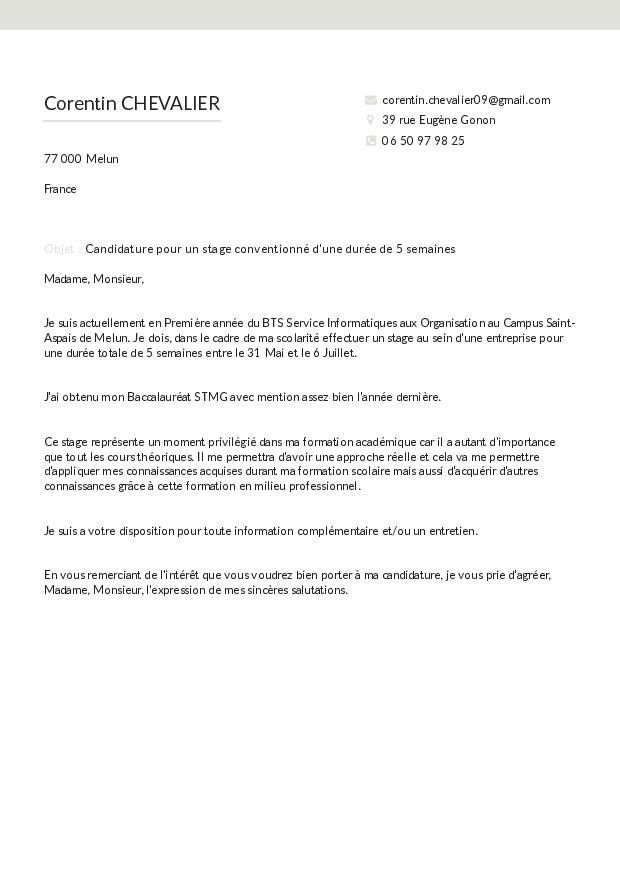 Corentin CHEVALIER
corentin.chevalier09@gmail.com
39 rue Eugène Gonon
06 50 97 98 25
77 000 Melun
France
Objet : Candidature pour un stage conventionné d'une durée de 5 semaines
Madame, Monsieur,
Je suis actuellement en Première année du BTS Service Informatiques aux Organisation au Campus Saint-
Aspais de Melun. Je dois, dans le cadre de ma scolarité effectuer un stage au sein d'une entreprise pour
une durée totale de 5 semaines entre le 31 Mai et le 6 Juillet.
J'ai obtenu mon Baccalauréat STMG avec mention assez bien l'année dernière.
Ce stage représente un moment privilégié dans ma formation académique car il a autant d'importance
que tout les cours théoriques. Il me permettra d'avoir une approche réelle et cela va me permettre
d'appliquer mes connaissances acquises durant ma formation scolaire mais aussi d'acquérir d'autres
connaissances grâce à cette formation en milieu professionnel.
Je suis a votre disposition pour toute information complémentaire et/ou un entretien.
En vous remerciant de l'intérêt que vous voudrez bien porter à ma candidature, je vous prie d'agréer,
Madame, Monsieur, l'expression de mes sincères salutations.